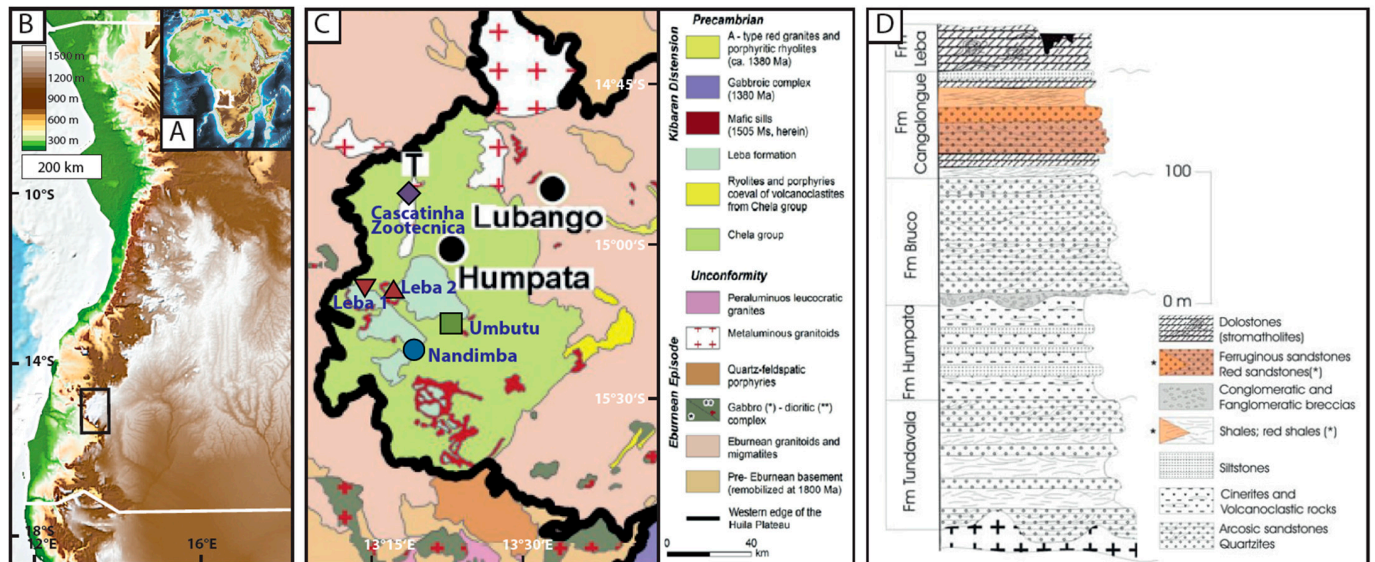 B
1500 m
1200 m
900 m
600 m
300 m
200 km
A
10°S
14°S
18°S
12°E
16°E
C
T
Cascatinha
Zootecnica
Lubango
Humpata
Leba 1
Leba 2
Umbutu
Nandimba
14°45'S
15°00'S
15°30'S
13°15'E
13°30'E
Precambrian
Kibaran Distension
A - type red granites and
porphyritic rhyolites
(ca. 1380 Ma)
Gabbroic complex
(1380 Ma)
Mafic sills
(1505 Ms, herein)
Leba formation
Ryolites and porphyries
coeval of volcanoclastites
from Chela group
Chela group
Unconformity
Eburnean Episode
Peraluminous leucocratic
granites
Metaluminous granitoids
Quartz-feldspatic
porphyries
Gabbro (*) - dioritic (**)
complex
Eburnean granitoids and
migmatites
Pre- Eburnean basement
(remobilized at 1800 Ma)
Western edge of the
Huila Plateau
0
40
km
D
Fm
Leba
Fm
Cangalongue
Fm Bruco
Fm Humpata
Fm Tundavala
100
0 m
Dolostones
(stromatholites)
* Ferruginous sandstones
Red sandstones(*)
Conglomeratic and
Fanglomeratic breccias
* Shales; red shales (*)
Siltstones
Cinerites and
Volcanoclastic rocks
Arcosic sandstones
Quartzites